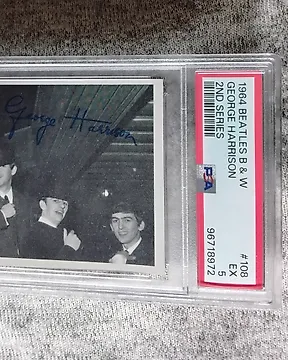 George Harrison
1964 BEATLES B & W
GEORGE HARRISON
2ND SERIES
#108
EX
5
PSA
96718972